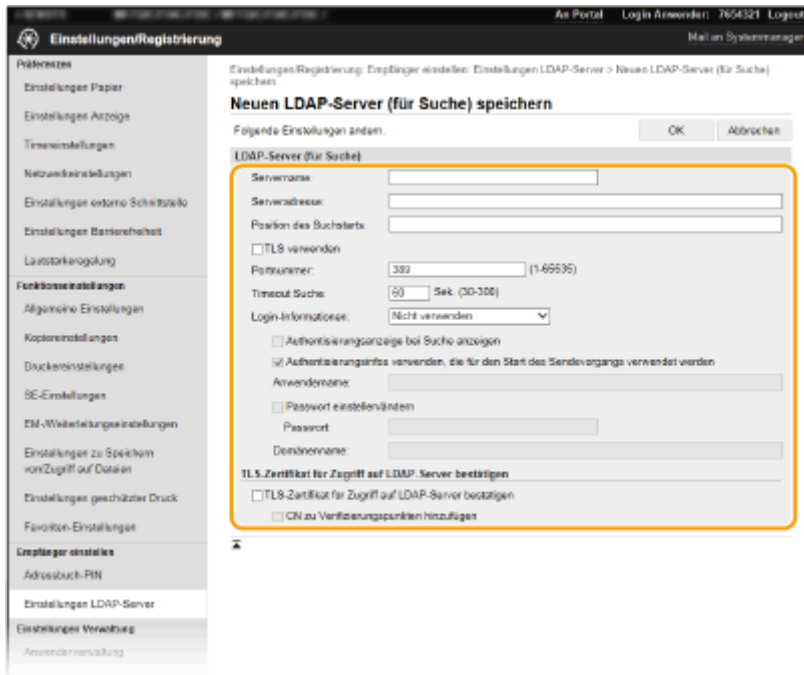 An Portal Login Anwender: 7654321 Logout
Einstellungen/Registrierung
Mail an Systemmanager
Präferenzen
Einstellungen Papier
Einstellungen Anzeige
Timereinstellungen
Netzwerkeinstellungen
Einstellungen externe Schnittstelle
Einstellungen Barrierefreiheit
Lautstärkeregelung
Funktionseinstellungen
Allgemeine Einstellungen
Kopiereinstellungen
Druckereinstellungen
SE-Einstellungen
EM-/Weiterleitungseinstellungen
Einstellungen zu Speichern
von/Zugriff auf Dateien
Einstellungen geschützter Druck
Favoriten-Einstellungen
Empfänger einstellen
Adressbuch-PIN
Einstellungen LDAP-Server
Einstellungen Verwaltung
Anwenderverwaltung
Einstellungen/Registrierung: Empfänger einstellen: Einstellungen LDAP-Server > Neuen LDAP-Server (für Suche)
speichern
Neuen LDAP-Server (für Suche) speichern
Folgende Einstellungen ändern.
OK
Abbrechen
LDAP-Server (für Suche)
Servername:
Serveradresse:
Position des Suchstarts:
TLS verwenden
Portnummer: 389 (1-65535)
Timeout Suche: 60 Sek. (30-300)
Login-Informationen: Nicht verwenden
Authentisierungsanzeige bei Suche anzeigen
Authentisierungsinfos verwenden, die für den Start des Sendevorgangs verwendet werden
Anwendername:
Passwort einstellen/ändern
Passwort:
Domänenname:
TLS-Zertifikat für Zugriff auf LDAP-Server bestätigen
TLS-Zertifikat für Zugriff auf LDAP-Server bestätigen
CN zu Verifizierungspunkten hinzufügen